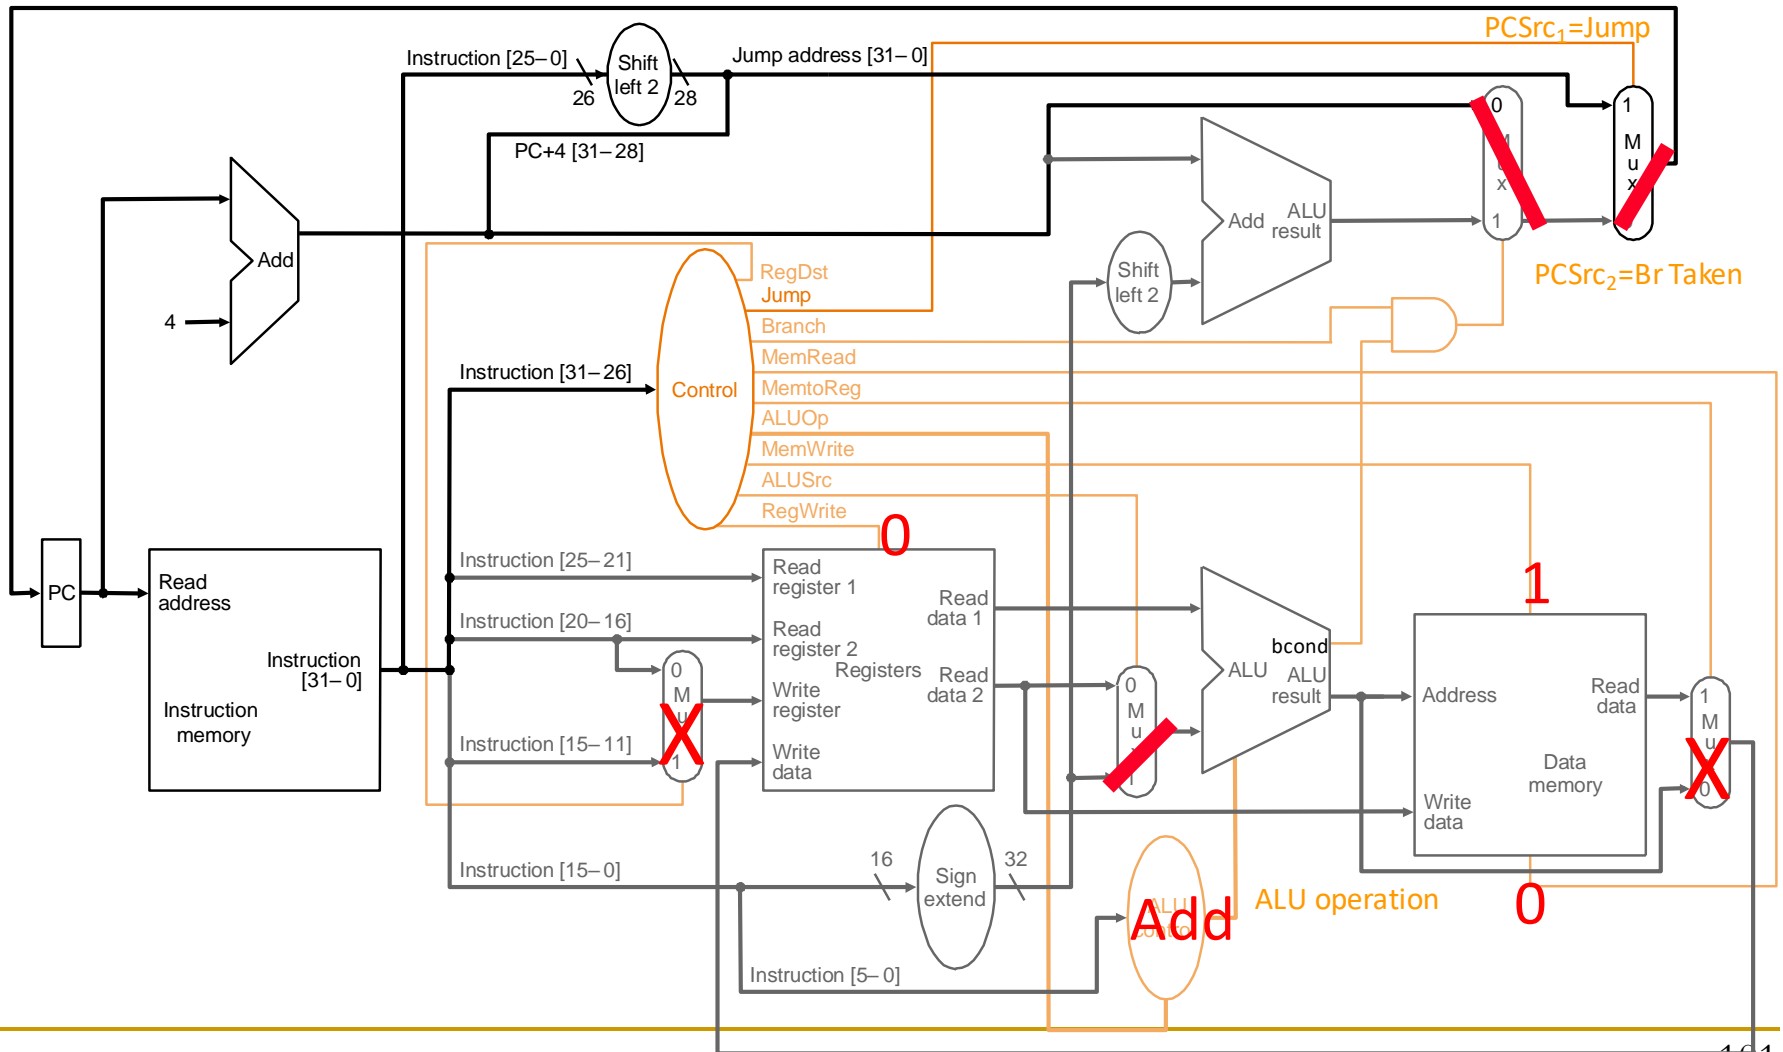 PCSrc1=Jump
Instruction [25–0]
Shift
left 2
Jump address [31–0]
26
28
PC+4 [31–28]
0
M
u
x
1
1
M
u
x
Add
ALU
result
Add
4
Shift
left 2
PCSrc2=Br Taken
RegDst
Jump
Branch
MemRead
MemtoReg
ALUOp
MemWrite
ALUSrc
RegWrite
Control
Instruction [31–26]
0
PC
Read
address
Instruction
[31–0]
Instruction
memory
Instruction [25–21]
Instruction [20–16]
Instruction [15–11]
Instruction [15–0]
Instruction [5–0]
0
M
u
X
1
Read
register 1
Read
register 2
Write
register
Write
data
Registers
Read
data 1
Read
data 2
0
M
u
bcond
ALU
ALU
result
1
Address
Write
data
Read
data
Data
memory
1
M
u
X
0
0
16
Sign
extend
32
ALU
control
Add
ALU operation